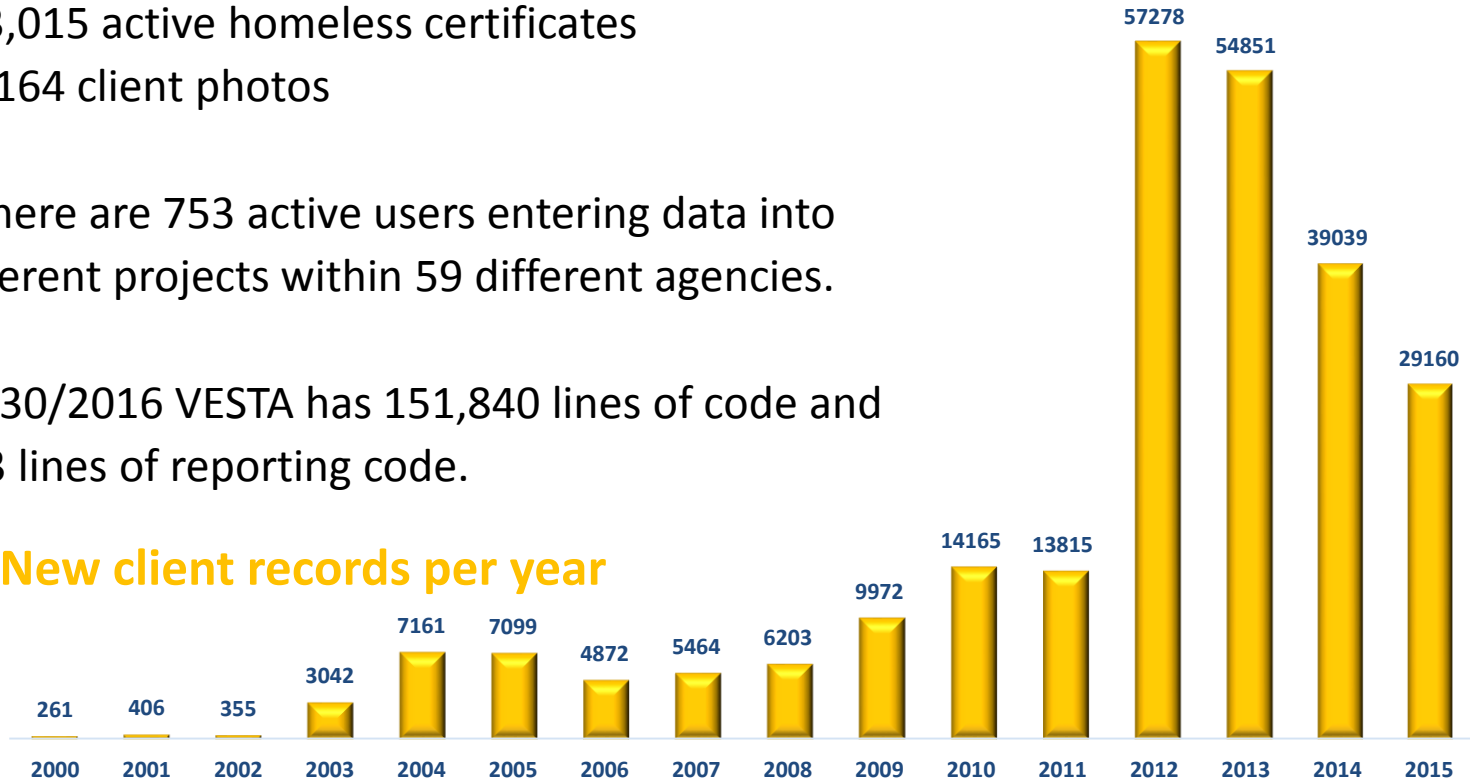 ,015 active homeless certificates
164 client photos
here are 753 active users entering data into
erent projects within 59 different agencies.
30/2016 VESTA has 151,840 lines of code and
lines of reporting code.
New client records per year
57278
54851
39039
29160
14165
13815
9972
7161
7099
4872
5464
6203
3042
261
406
355
2000 2001 2002 2003 2004 2005 2006 2007 2008 2009 2010 2011 2012 2013 2014 2015